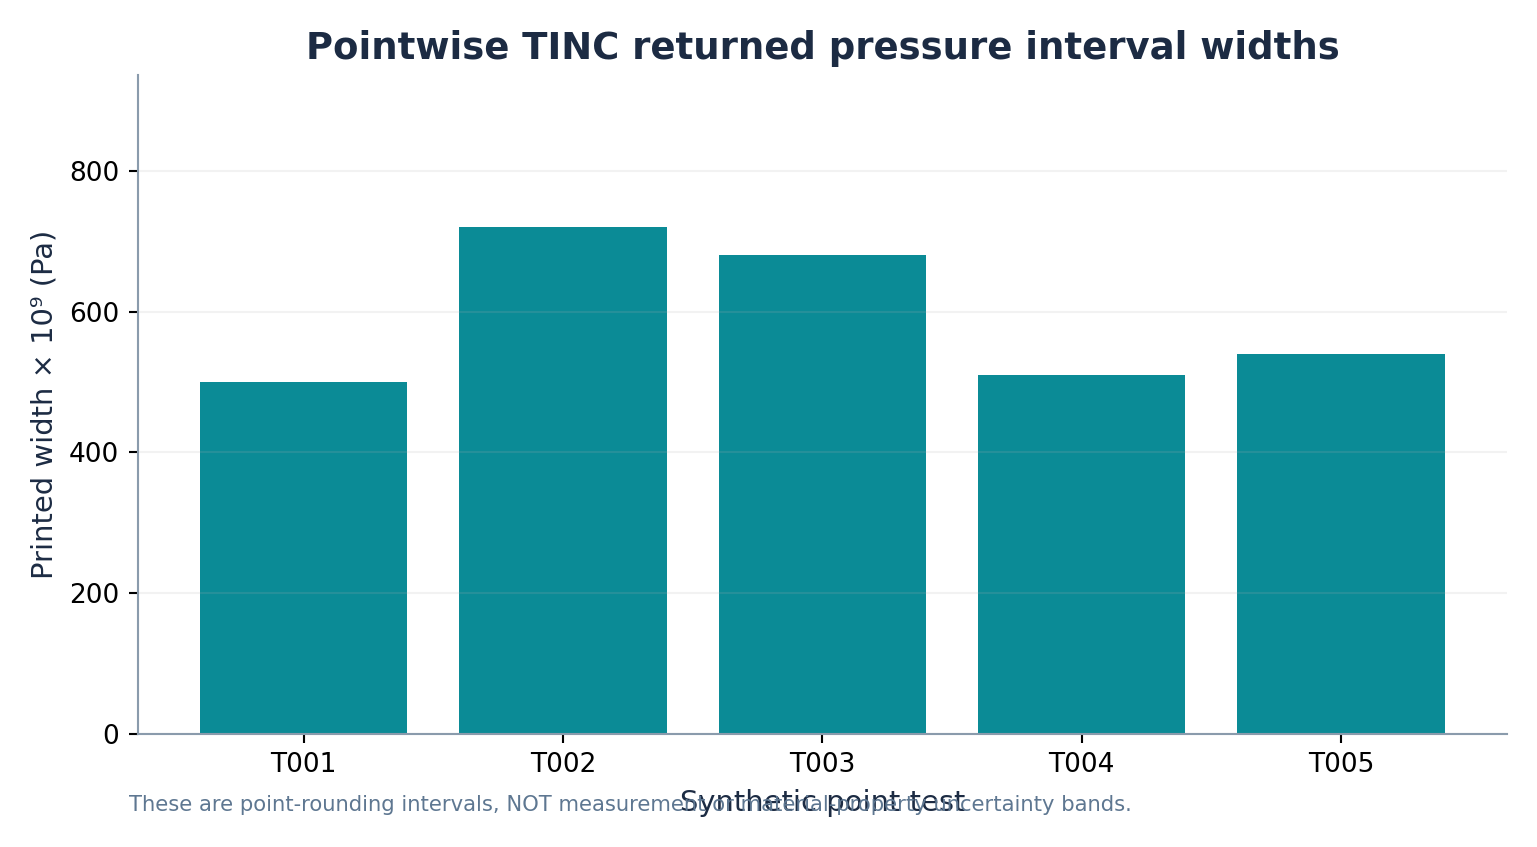 Pointwise TINC returned pressure interval widths
Printed width × 10⁹ (Pa)
800
600
400
200
0
T001 T002 T003 T004 T005
Synthetic point test
These are point-rounding intervals, NOT measurement or material-property uncertainty bands.